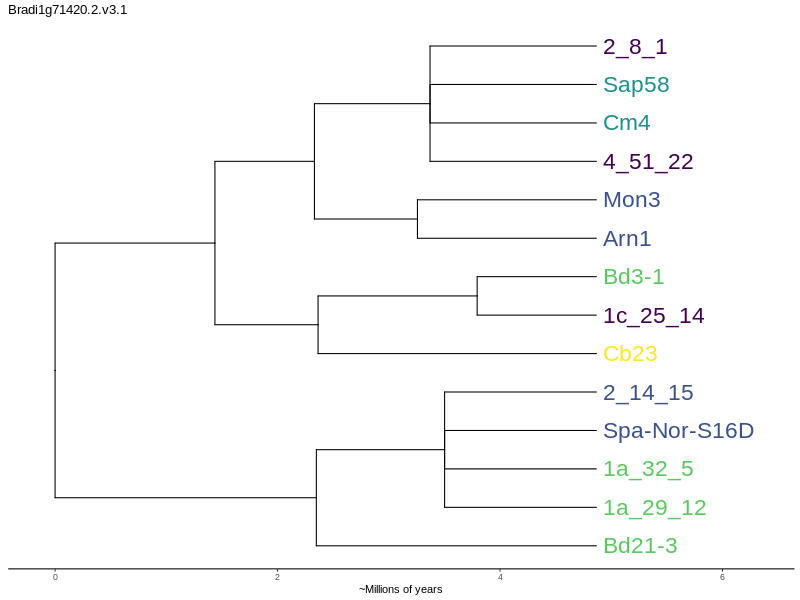 Bradi1g71420.2.v3.1
2_8_1
Sap58
Cm4
4_51_22
Mon3
Arn1
Bd3-1
1c_25_14
Cb23
2_14_15
Spa-Nor-S16D
1a_32_5
1a_29_12
Bd21-3
0 2 4 6
~Millions of years